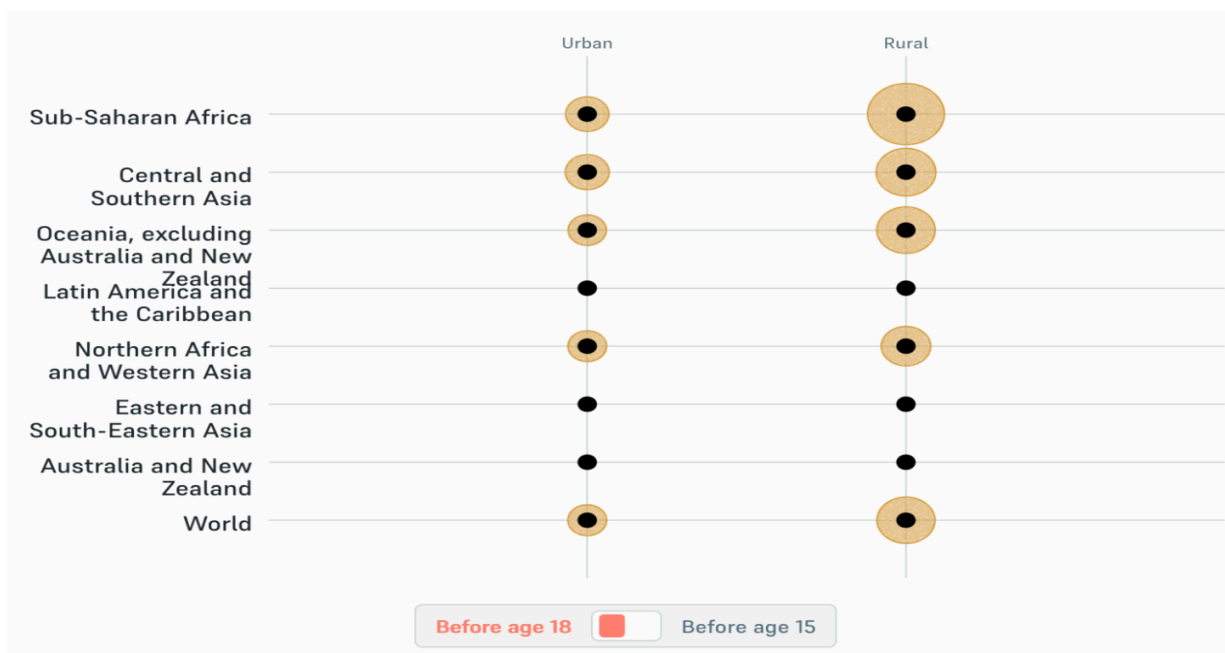 Urban Rural
Sub-Saharan Africa
Central and
Southern Asia
Oceania, excluding
Australia and New
Zealand
Latin America and
the Caribbean
Northern Africa
and Western Asia
Eastern and
South-Eastern Asia
Australia and New
Zealand
World
Before age 18 Before age 15